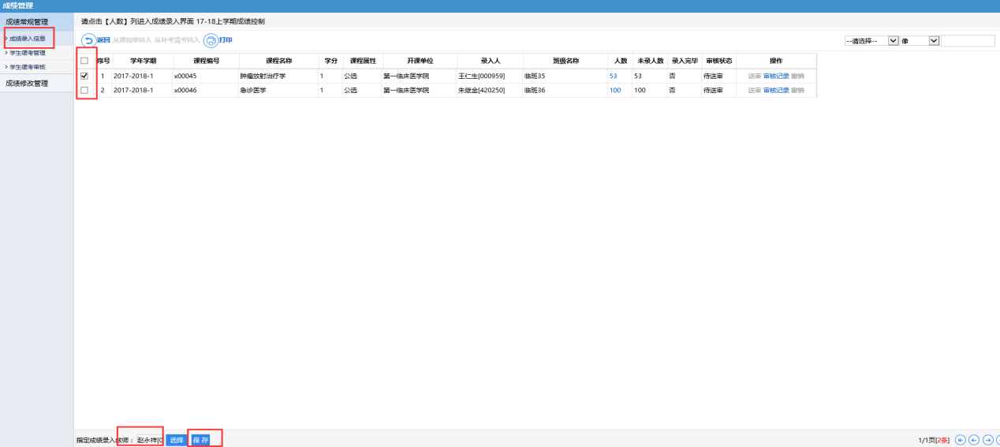 成绩管理
成绩常规管理
成绩录入信息
学生缓考管理
学生缓考审核
成绩修改管理
请点击【人数】列进入成绩录入界面 17-18上学期成绩控制
返回 从通知单转入 从补考清考转入 打印
--请选择-- 像
序号 学年学期 课程编号 课程名称 学分 课程属性 开课单位 录入人 班级名称 人数 未录人数 录入完毕 审核状态 操作
1 2017-2018-1 x00045 肿瘤放射治疗学 1 公选 第一临床医学院 王仁生[000959] 临班35 53 53 否 待送审 送审 审核记录 撤销
2 2017-2018-1 x00046 急诊医学 1 公选 第一临床医学院 朱继金[420250] 临班36 100 100 否 待送审 送审 审核记录 撤销
指定成绩录入教师： 赵永祥[0 选择 保存
1/1页[2条]